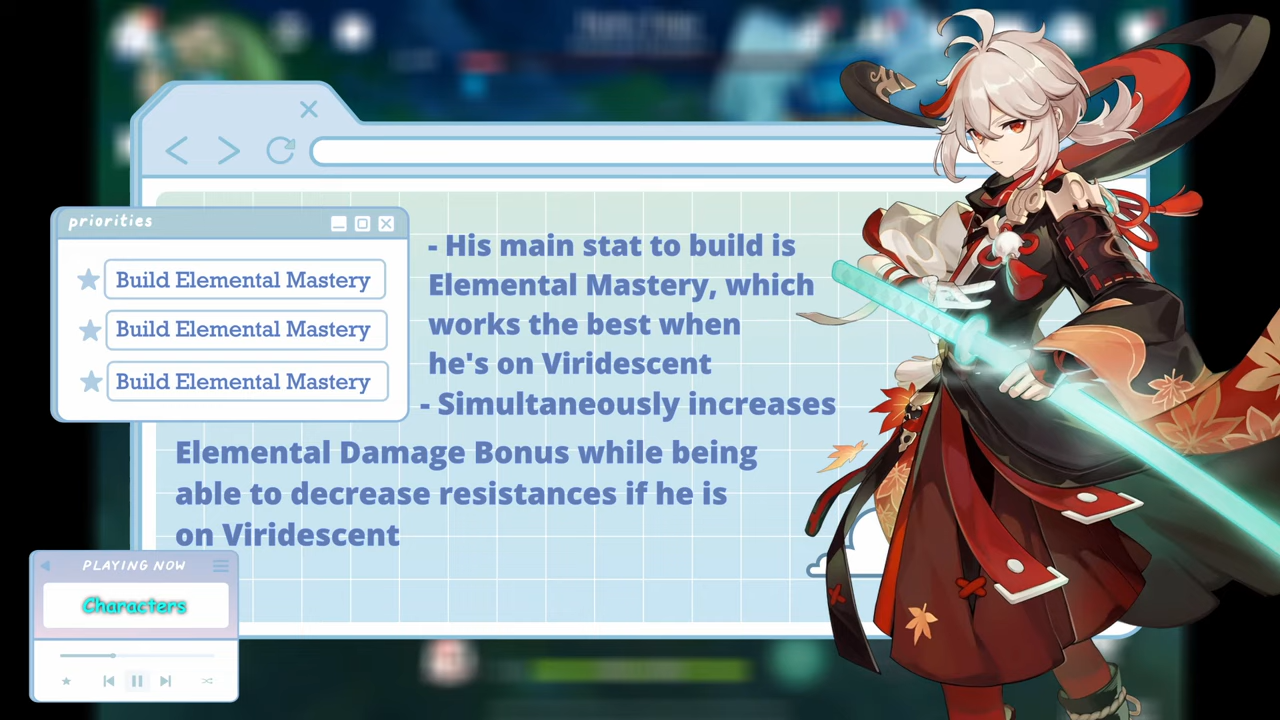 priorities
Build Elemental Mastery
Build Elemental Mastery
Build Elemental Mastery
- His main stat to build is
Elemental Mastery, which
works the best when
he's on Viridescent
- Simultaneously increases
Elemental Damage Bonus while being
able to decrease resistances if he is
on Viridescent
PLAYING NOW
Characters